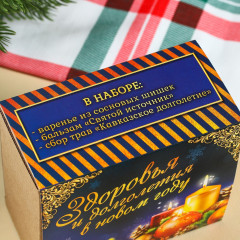 В НАБОРЕ:
- варенье из сосновых шишек
- бальзам «Святой источник»
- сбор трав «Кавказское долголетие»
Здоровья
и долголетия
в новом году